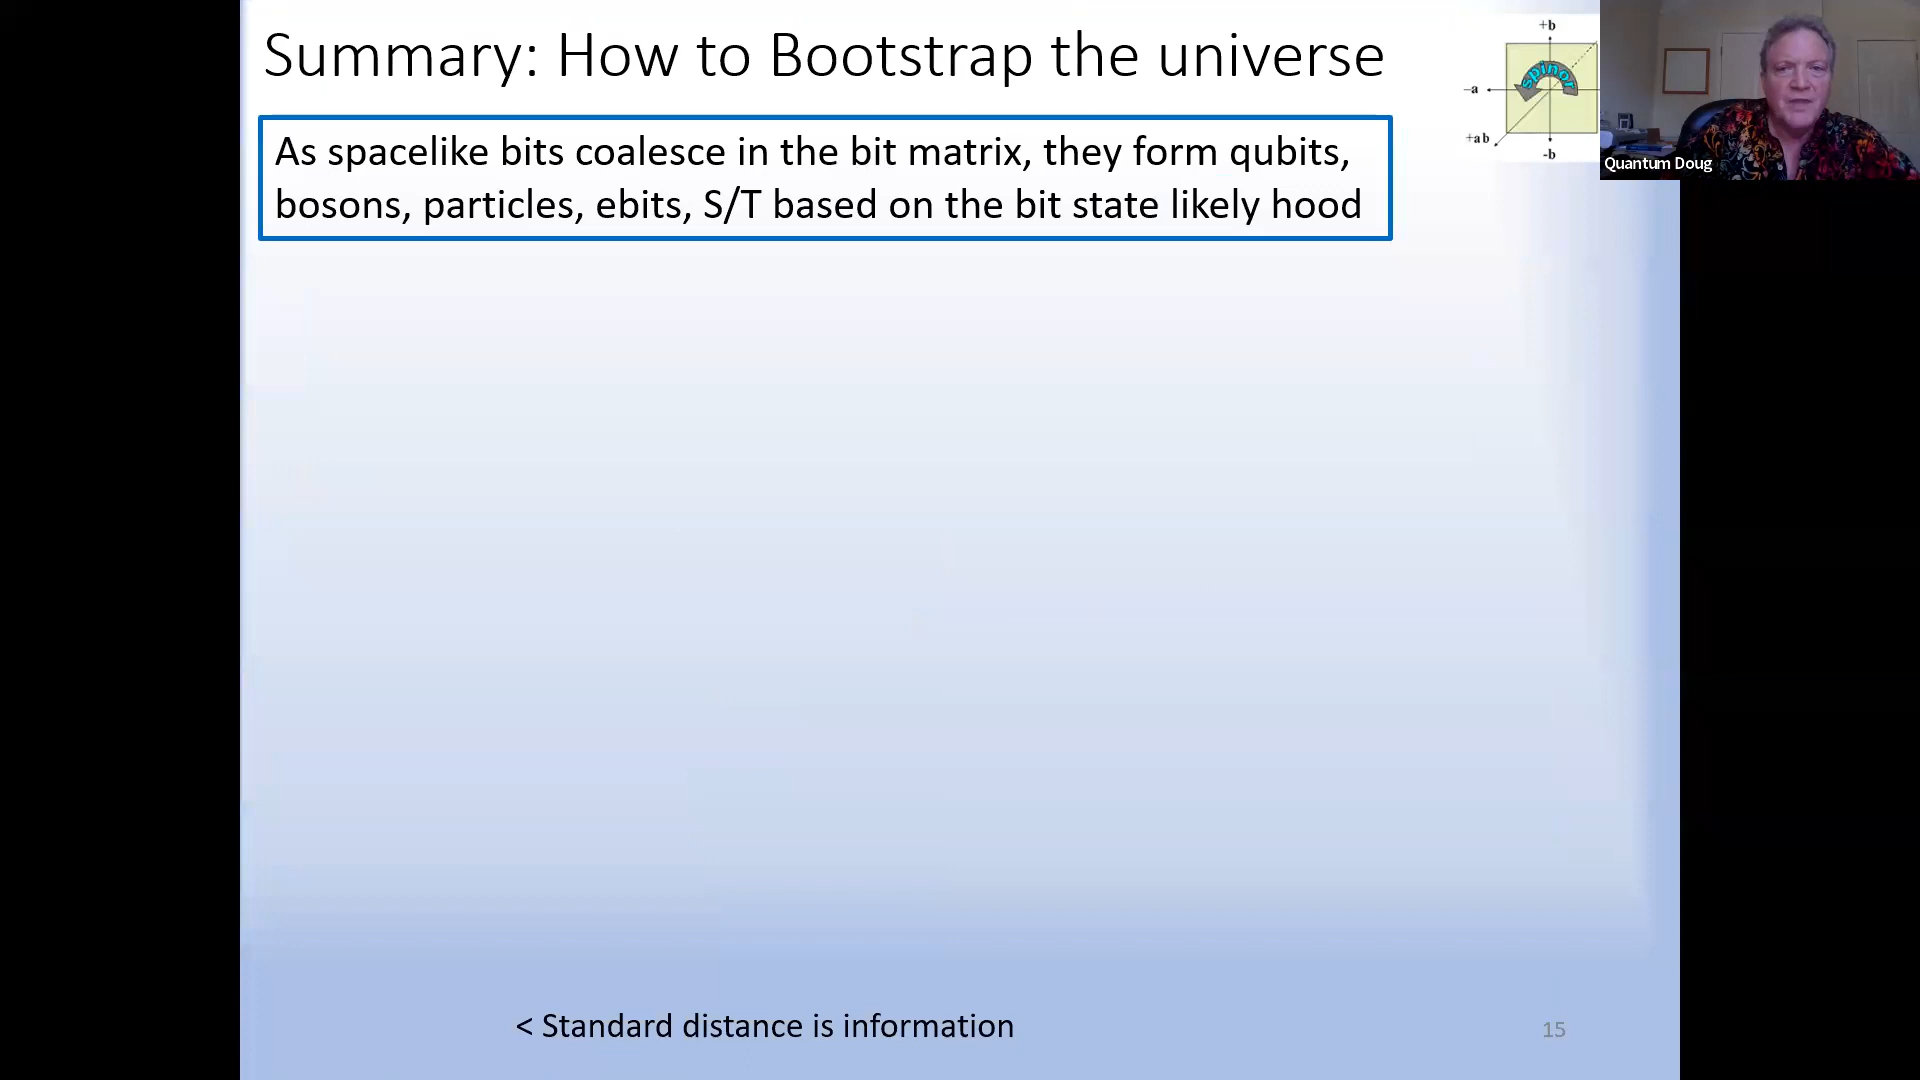 Summary: How to Bootstrap the universe
As spacelike bits coalesce in the bit matrix, they form qubits,
bosons, particles, ebits, S/T based on the bit state likely hood
+b
spinor
–a
+ab
-b
Quantum Doug
< Standard distance is information
15